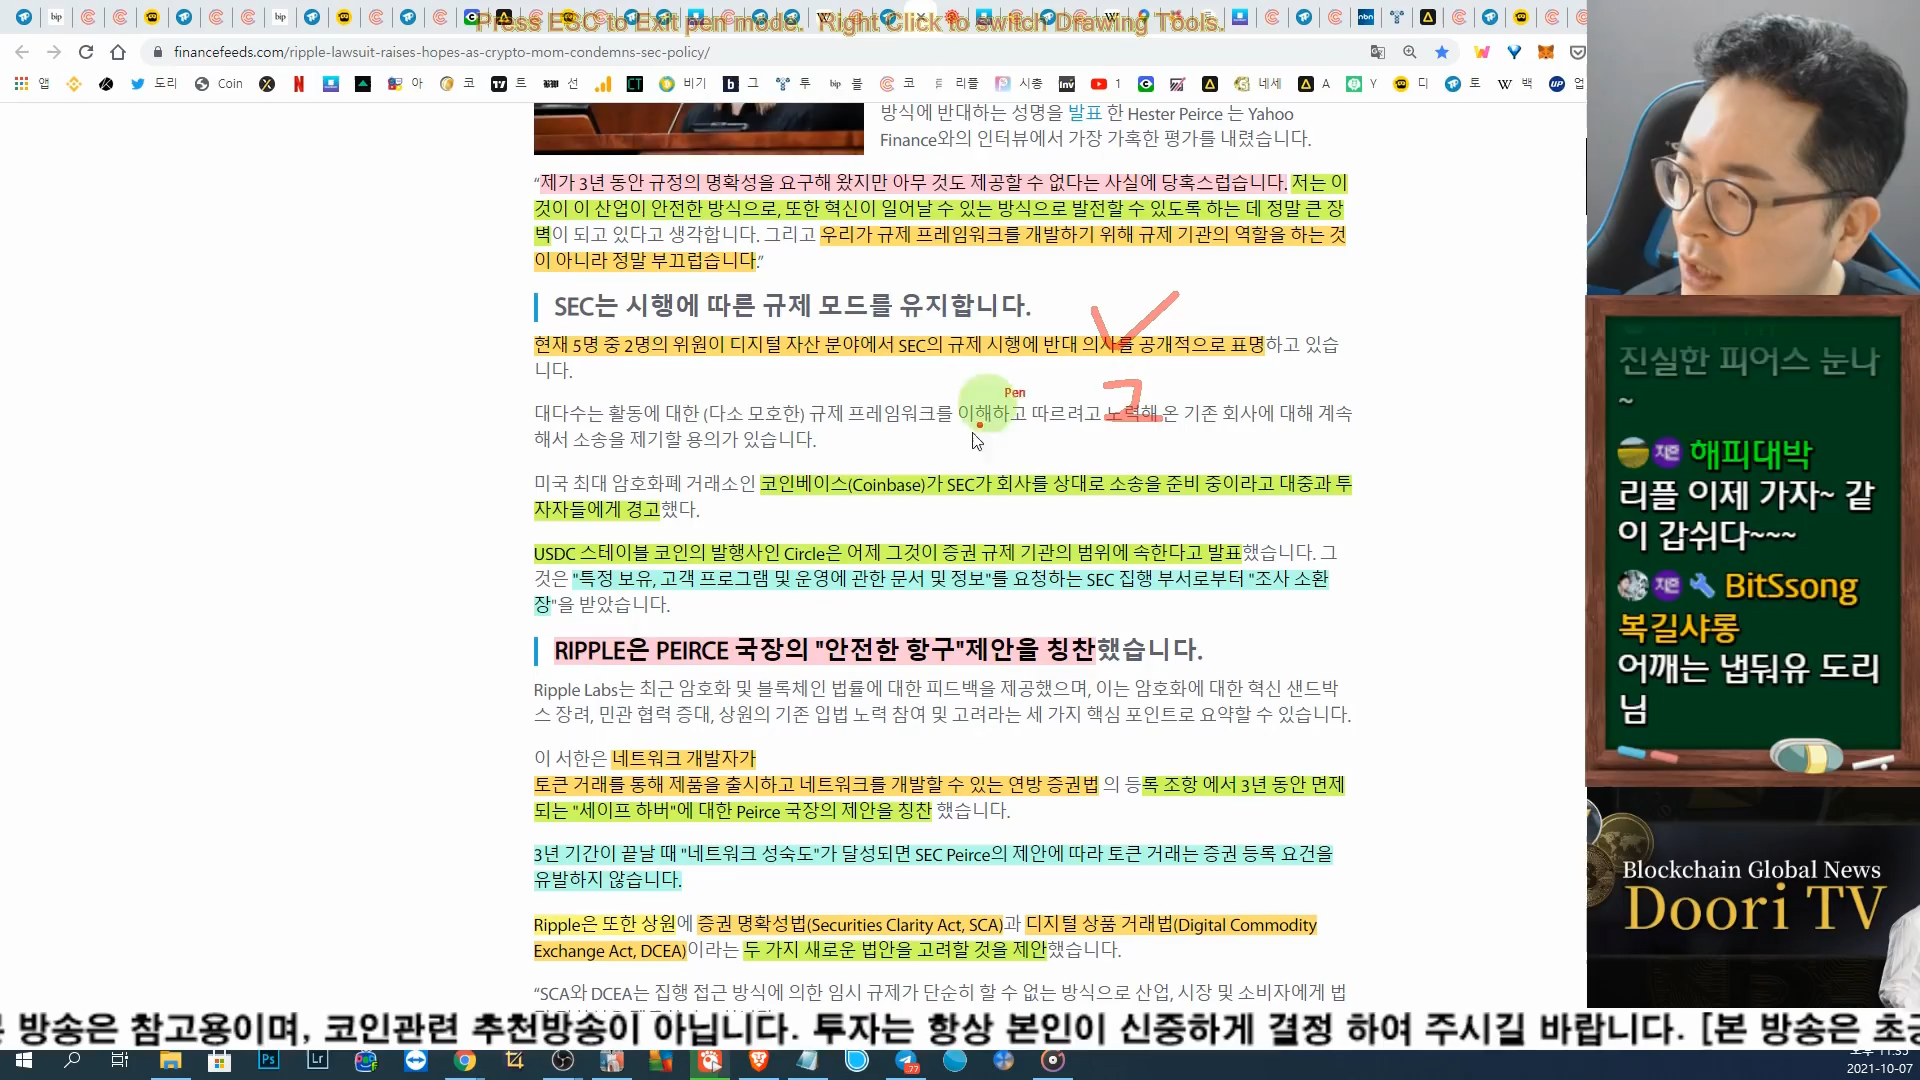 Press ESC to Exit pen mode. Right Click to switch Drawing Tools.
financefeeds.com/ripple-lawsuit-raises-hopes-as-crypto-mom-condemns-sec-policy/
앱 도리 Coin 아 코 트 선 비기 그 투 블 코 리플 시총 1 네세 A Y 디 토 백 업
방식에 반대하는 성명을 발표 한 Hester Peirce 는 Yahoo
Finance와의 인터뷰에서 가장 가혹한 평가를 내렸습니다.
“제가 3년 동안 규정의 명확성을 요구해 왔지만 아무 것도 제공할 수 없다는 사실에 당혹스럽습니다. 저는 이
것이 이 산업이 안전한 방식으로, 또한 혁신이 일어날 수 있는 방식으로 발전할 수 있도록 하는 데 정말 큰 장
벽이 되고 있다고 생각합니다. 그리고 우리가 규제 프레임워크를 개발하기 위해 규제 기관의 역할을 하는 것
이 아니라 정말 부끄럽습니다.”
SEC는 시행에 따른 규제 모드를 유지합니다.
현재 5명 중 2명의 위원이 디지털 자산 분야에서 SEC의 규제 시행에 반대 의사를 공개적으로 표명하고 있습
니다.
Pen
2
대다수는 활동에 대한 (다소 모호한) 규제 프레임워크를 이해하고 따르려고 노력해 온 기존 회사에 대해 계속
해서 소송을 제기할 용의가 있습니다.
미국 최대 암호화폐 거래소인 코인베이스(Coinbase)가 SEC가 회사를 상대로 소송을 준비 중이라고 대중과 투
자자들에게 경고했다.
USDC 스테이블 코인의 발행사인 Circle은 어제 그것이 증권 규제 기관의 범위에 속한다고 발표했습니다. 그
것은 "특정 보유, 고객 프로그램 및 운영에 관한 문서 및 정보"를 요청하는 SEC 집행 부서로부터 "조사 소환
장"을 받았습니다.
RIPPLE은 PEIRCE 국장의 "안전한 항구"제안을 칭찬했습니다.
Ripple Labs는 최근 암호화 및 블록체인 법률에 대한 피드백을 제공했으며, 이는 암호화에 대한 혁신 샌드박
스 장려, 민관 협력 증대, 상원의 기존 입법 노력 참여 및 고려라는 세 가지 핵심 포인트로 요약할 수 있습니다.
이 서한은 네트워크 개발자가
토큰 거래를 통해 제품을 출시하고 네트워크를 개발할 수 있는 연방 증권법 의 등록 조항 에서 3년 동안 면제
되는 "세이프 하버"에 대한 Peirce 국장의 제안을 칭찬 했습니다.
3년 기간이 끝날 때 "네트워크 성숙도"가 달성되면 SEC Peirce의 제안에 따라 토큰 거래는 증권 등록 요건을
유발하지 않습니다.
Ripple은 또한 상원에 증권 명확성법(Securities Clarity Act, SCA)과 디지털 상품 거래법(Digital Commodity
Exchange Act, DCEA)이라는 두 가지 새로운 법안을 고려할 것을 제안했습니다.
“SCA와 DCEA는 집행 접근 방식에 의한 임시 규제가 단순히 할 수 없는 방식으로 산업, 시장 및 소비자에게 법
진실한 피어스 눈나
~
해피대박
리플 이제 가자~ 같
이 갑쉬다~~~
BitSsong
복길샤롱
어깨는 냅둬유 도리
님
Blockchain Global News
Doori TV
방송은 참고용이며, 코인관련 추천방송이 아닙니다. 투자는 항상 본인이 신중하게 결정 하여 주시길 바랍니다. [본 방송은
오후 11:35
2021-10-07